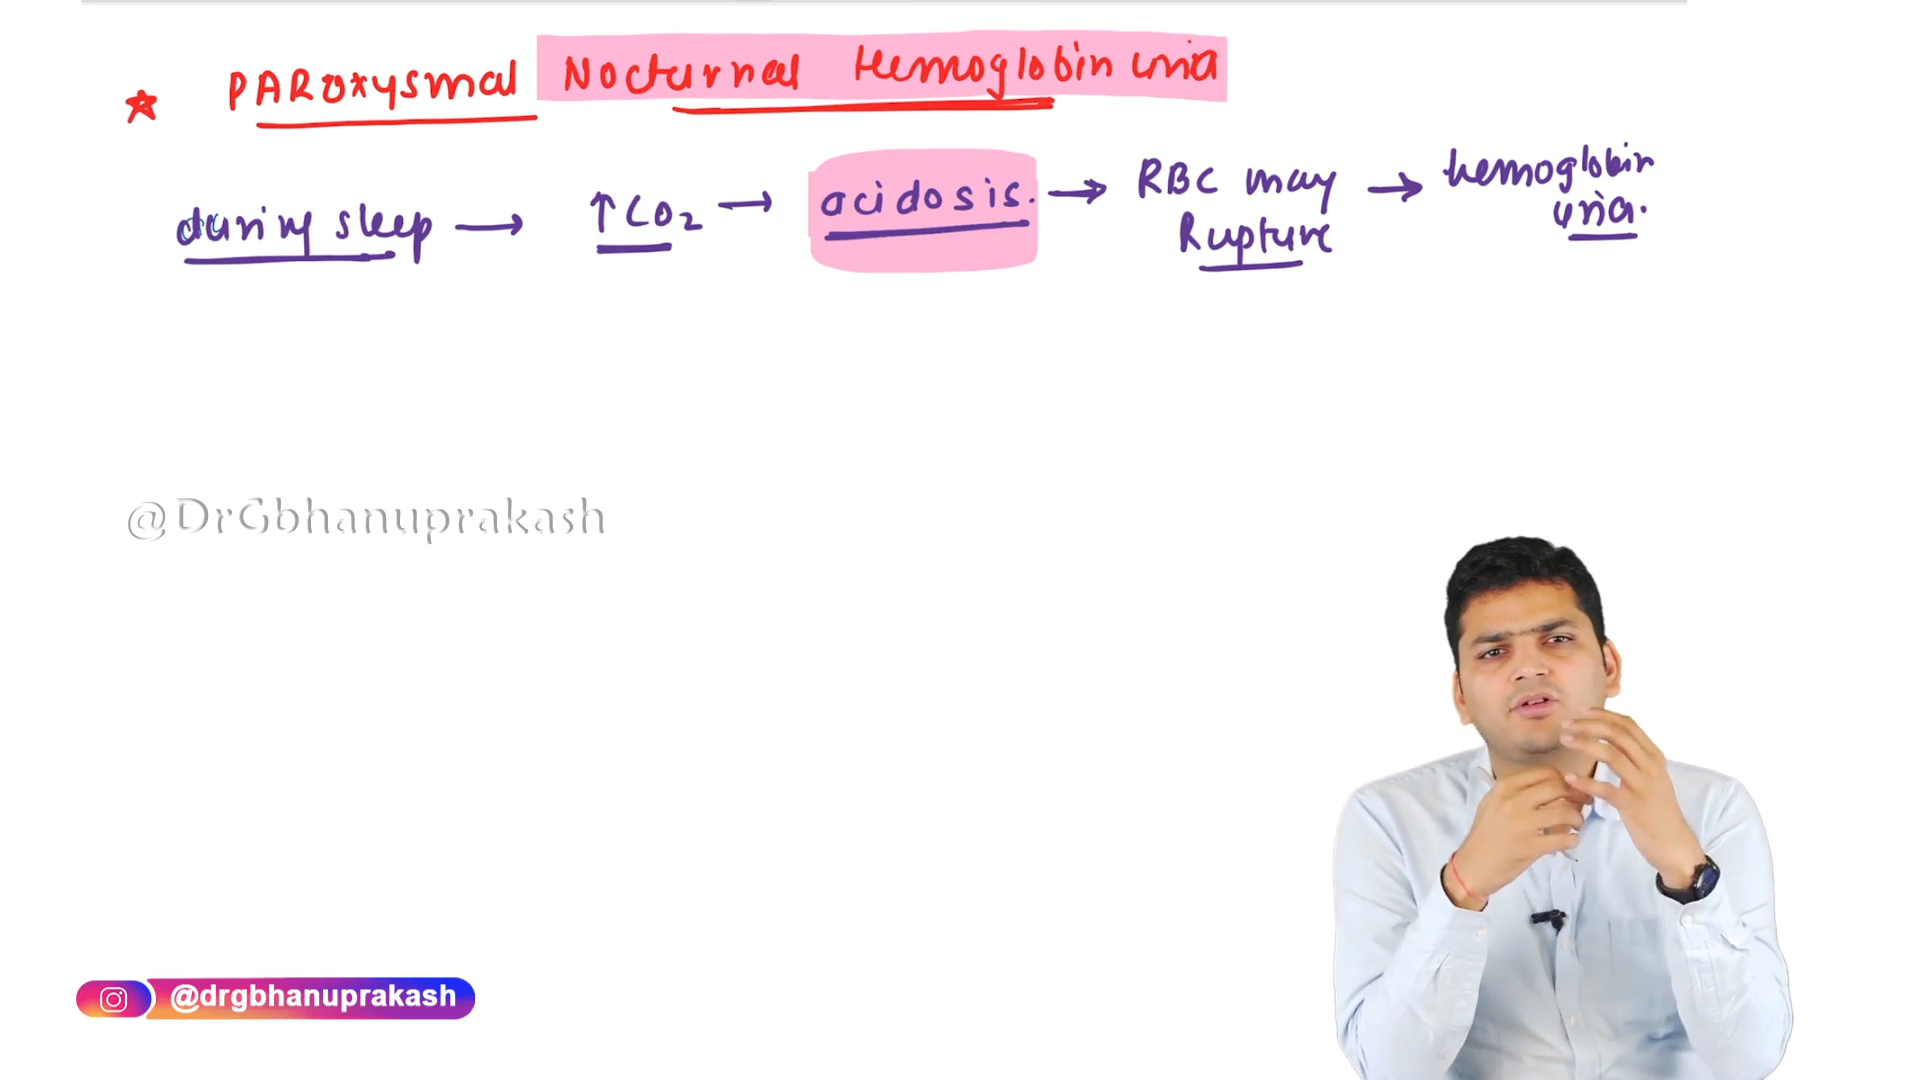 PARoxysmal Nocturnal Hemoglobin uria
during sleep → ↑CO₂ → acidosis. → RBC may Rupture → hemoglobin uria.
@DrGbhanuprakash
@drgbhanuprakash